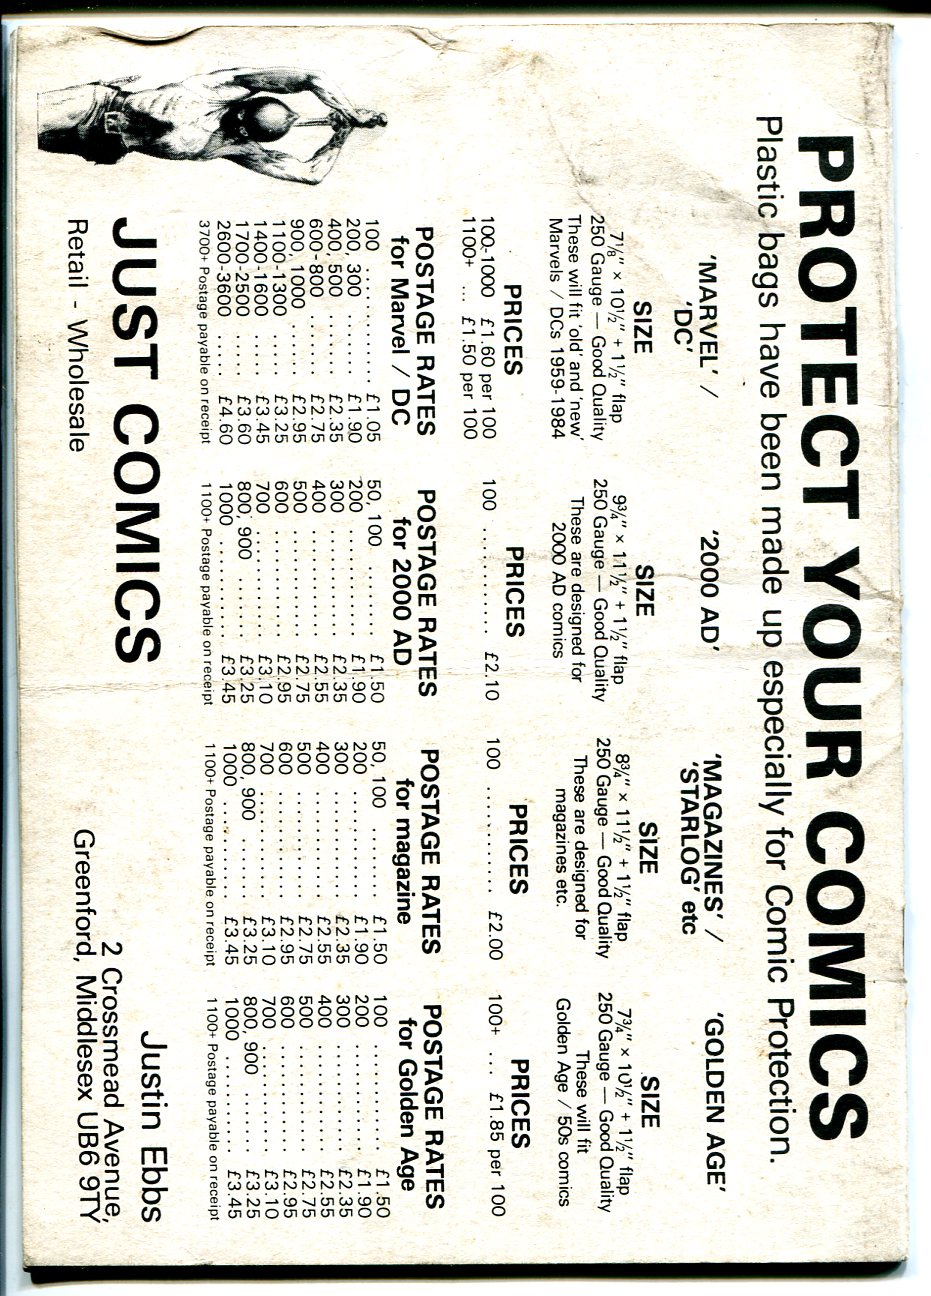 PROTECT YOUR COMICS
Plastic bags have been made up especially for Comic Protection.
'MARVEL' /
'DC'
SIZE
7⅛" × 10½" + 1½" flap
250 Gauge — Good Quality
These will fit 'old' and 'new'
Marvels / DCs 1959-1984
PRICES
100-1000 £1.60 per 100
1100+ ... £1.50 per 100
POSTAGE RATES
for Marvel / DC
100 ........... £1.05
200, 300 ...... £1.90
400, 500 ...... £2.35
600-800 ....... £2.75
900, 1000 ..... £2.95
1100-1300 ..... £3.25
1400-1600 ..... £3.45
1700-2500 ..... £3.60
2600-3600 ..... £4.60
3700+ Postage payable on receipt
'2000 AD'
SIZE
9¾" × 11½" + 1½" flap
250 Gauge — Good Quality
These are designed for
2000 AD comics
PRICES
100 ........... £2.10
POSTAGE RATES
for 2000 AD
50, 100 ....... £1.50
200 ........... £1.90
300 ........... £2.35
400 ........... £2.55
500 ........... £2.75
600 ........... £2.95
700 ........... £3.10
800, 900 ...... £3.25
1000 .......... £3.45
1100+ Postage payable on receipt
'MAGAZINES' /
'STARLOG' etc
SIZE
8¾" × 11½" + 1½" flap
250 Gauge — Good Quality
These are designed for
magazines etc.
PRICES
100 ........... £2.00
POSTAGE RATES
for magazine
50, 100 ....... £1.50
200 ........... £1.90
300 ........... £2.35
400 ........... £2.55
500 ........... £2.75
600 ........... £2.95
700 ........... £3.10
800, 900 ...... £3.25
1000 .......... £3.45
1100+ Postage payable on receipt
'GOLDEN AGE'
SIZE
7¾" × 10½" + 1½" flap
250 Gauge — Good Quality
These will fit
Golden Age / 50s comics
PRICES
100+ ... £1.85 per 100
POSTAGE RATES
for Golden Age
100 ........... £1.50
200 ........... £1.90
300 ........... £2.35
400 ........... £2.55
500 ........... £2.75
600 ........... £2.95
700 ........... £3.10
800, 900 ...... £3.25
1000 .......... £3.45
1100+ Postage payable on receipt
JUST COMICS
Retail - Wholesale
Justin Ebbs
2 Crossmead Avenue,
Greenford, Middlesex UB6 9TY